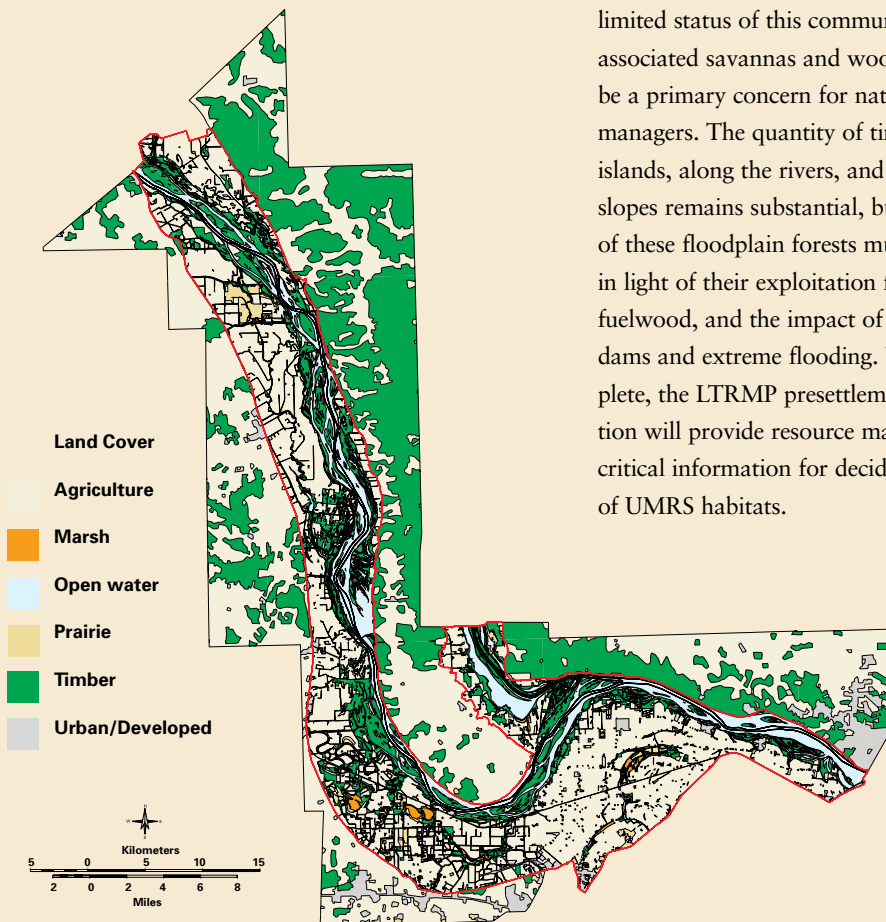 limited status of this commun
associated savannas and woo
be a primary concern for nat
managers. The quantity of ti
islands, along the rivers, and
slopes remains substantial, bu
of these floodplain forests mu
in light of their exploitation f
fuelwood, and the impact of
dams and extreme flooding.
plete, the LTRMP presettlem
tion will provide resource ma
critical information for decid
of UMRS habitats.
Land Cover
Agriculture
Marsh
Open water
Prairie
Timber
Urban/Developed
N
W E
S
Kilometers
5 0 5 10 15
2 0 2 4 6 8
Miles